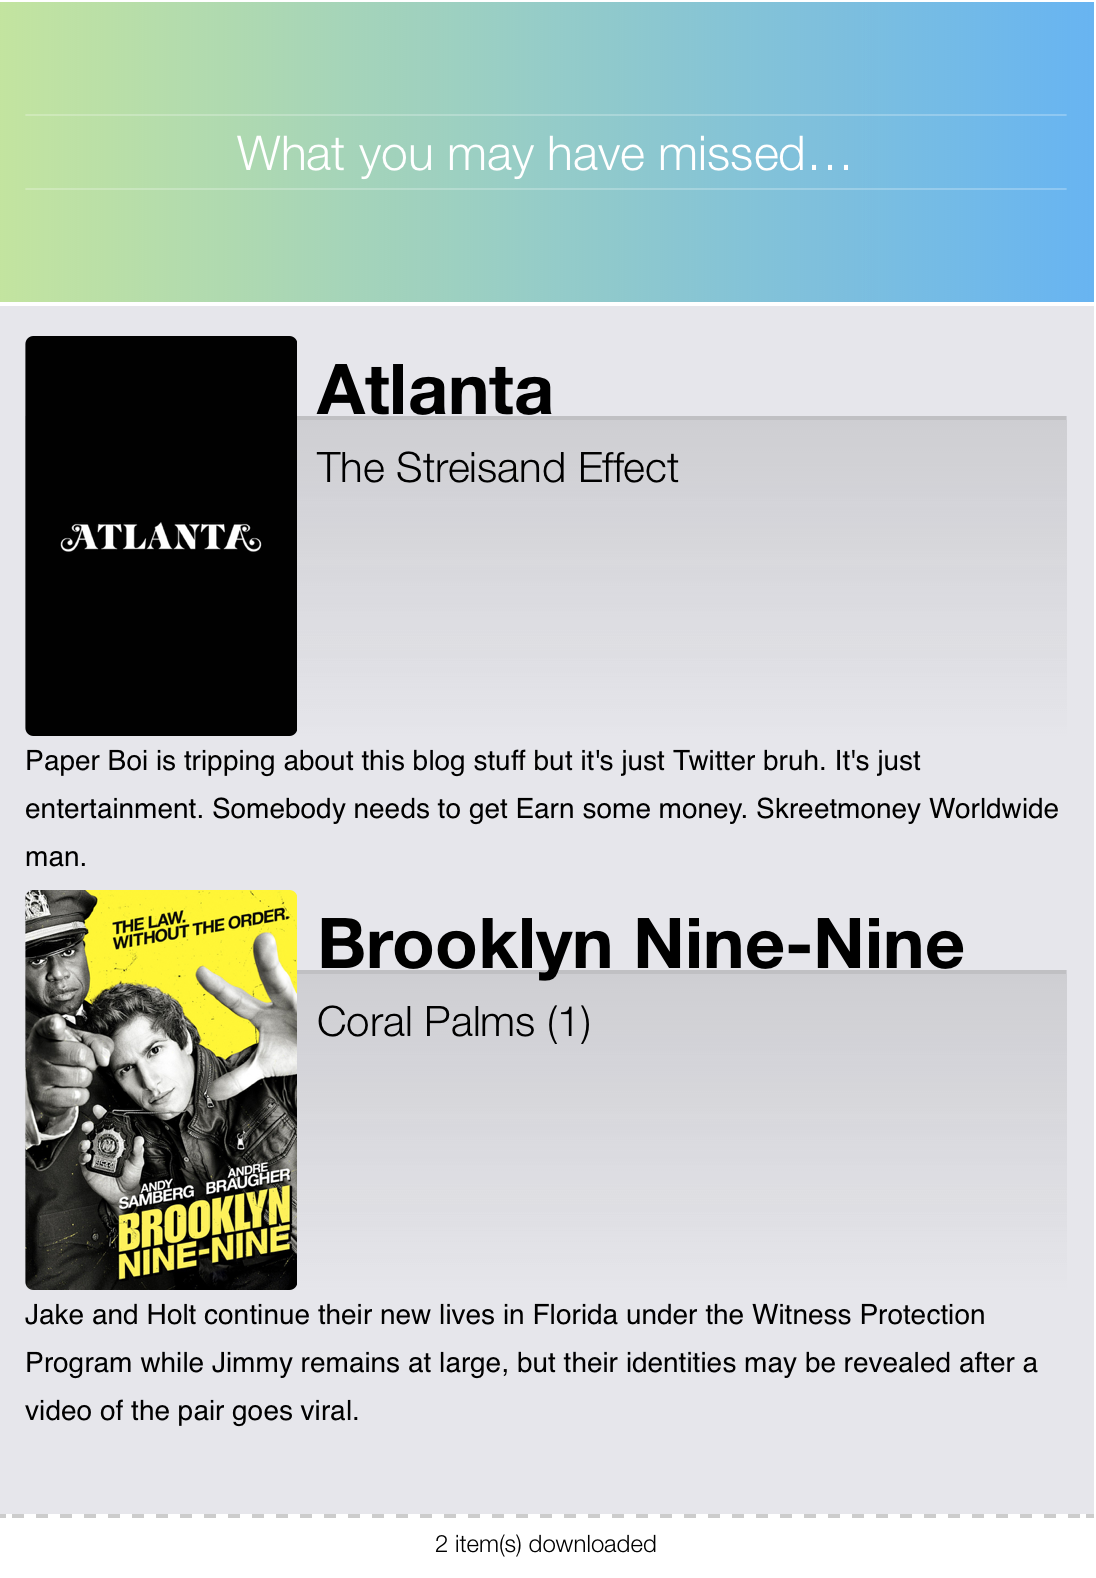 What you may have missed…
ATLANTA
Atlanta
The Streisand Effect
Paper Boi is tripping about this blog stuff but it's just Twitter bruh. It's just
entertainment. Somebody needs to get Earn some money. Skreetmoney Worldwide
man.
THE LAW.
WITHOUT THE ORDER.
ANDY
SAMBERG
ANDRE
BRAUGHER
BROOKLYN
NINE-NINE
Brooklyn Nine-Nine
Coral Palms (1)
Jake and Holt continue their new lives in Florida under the Witness Protection
Program while Jimmy remains at large, but their identities may be revealed after a
video of the pair goes viral.
2 item(s) downloaded